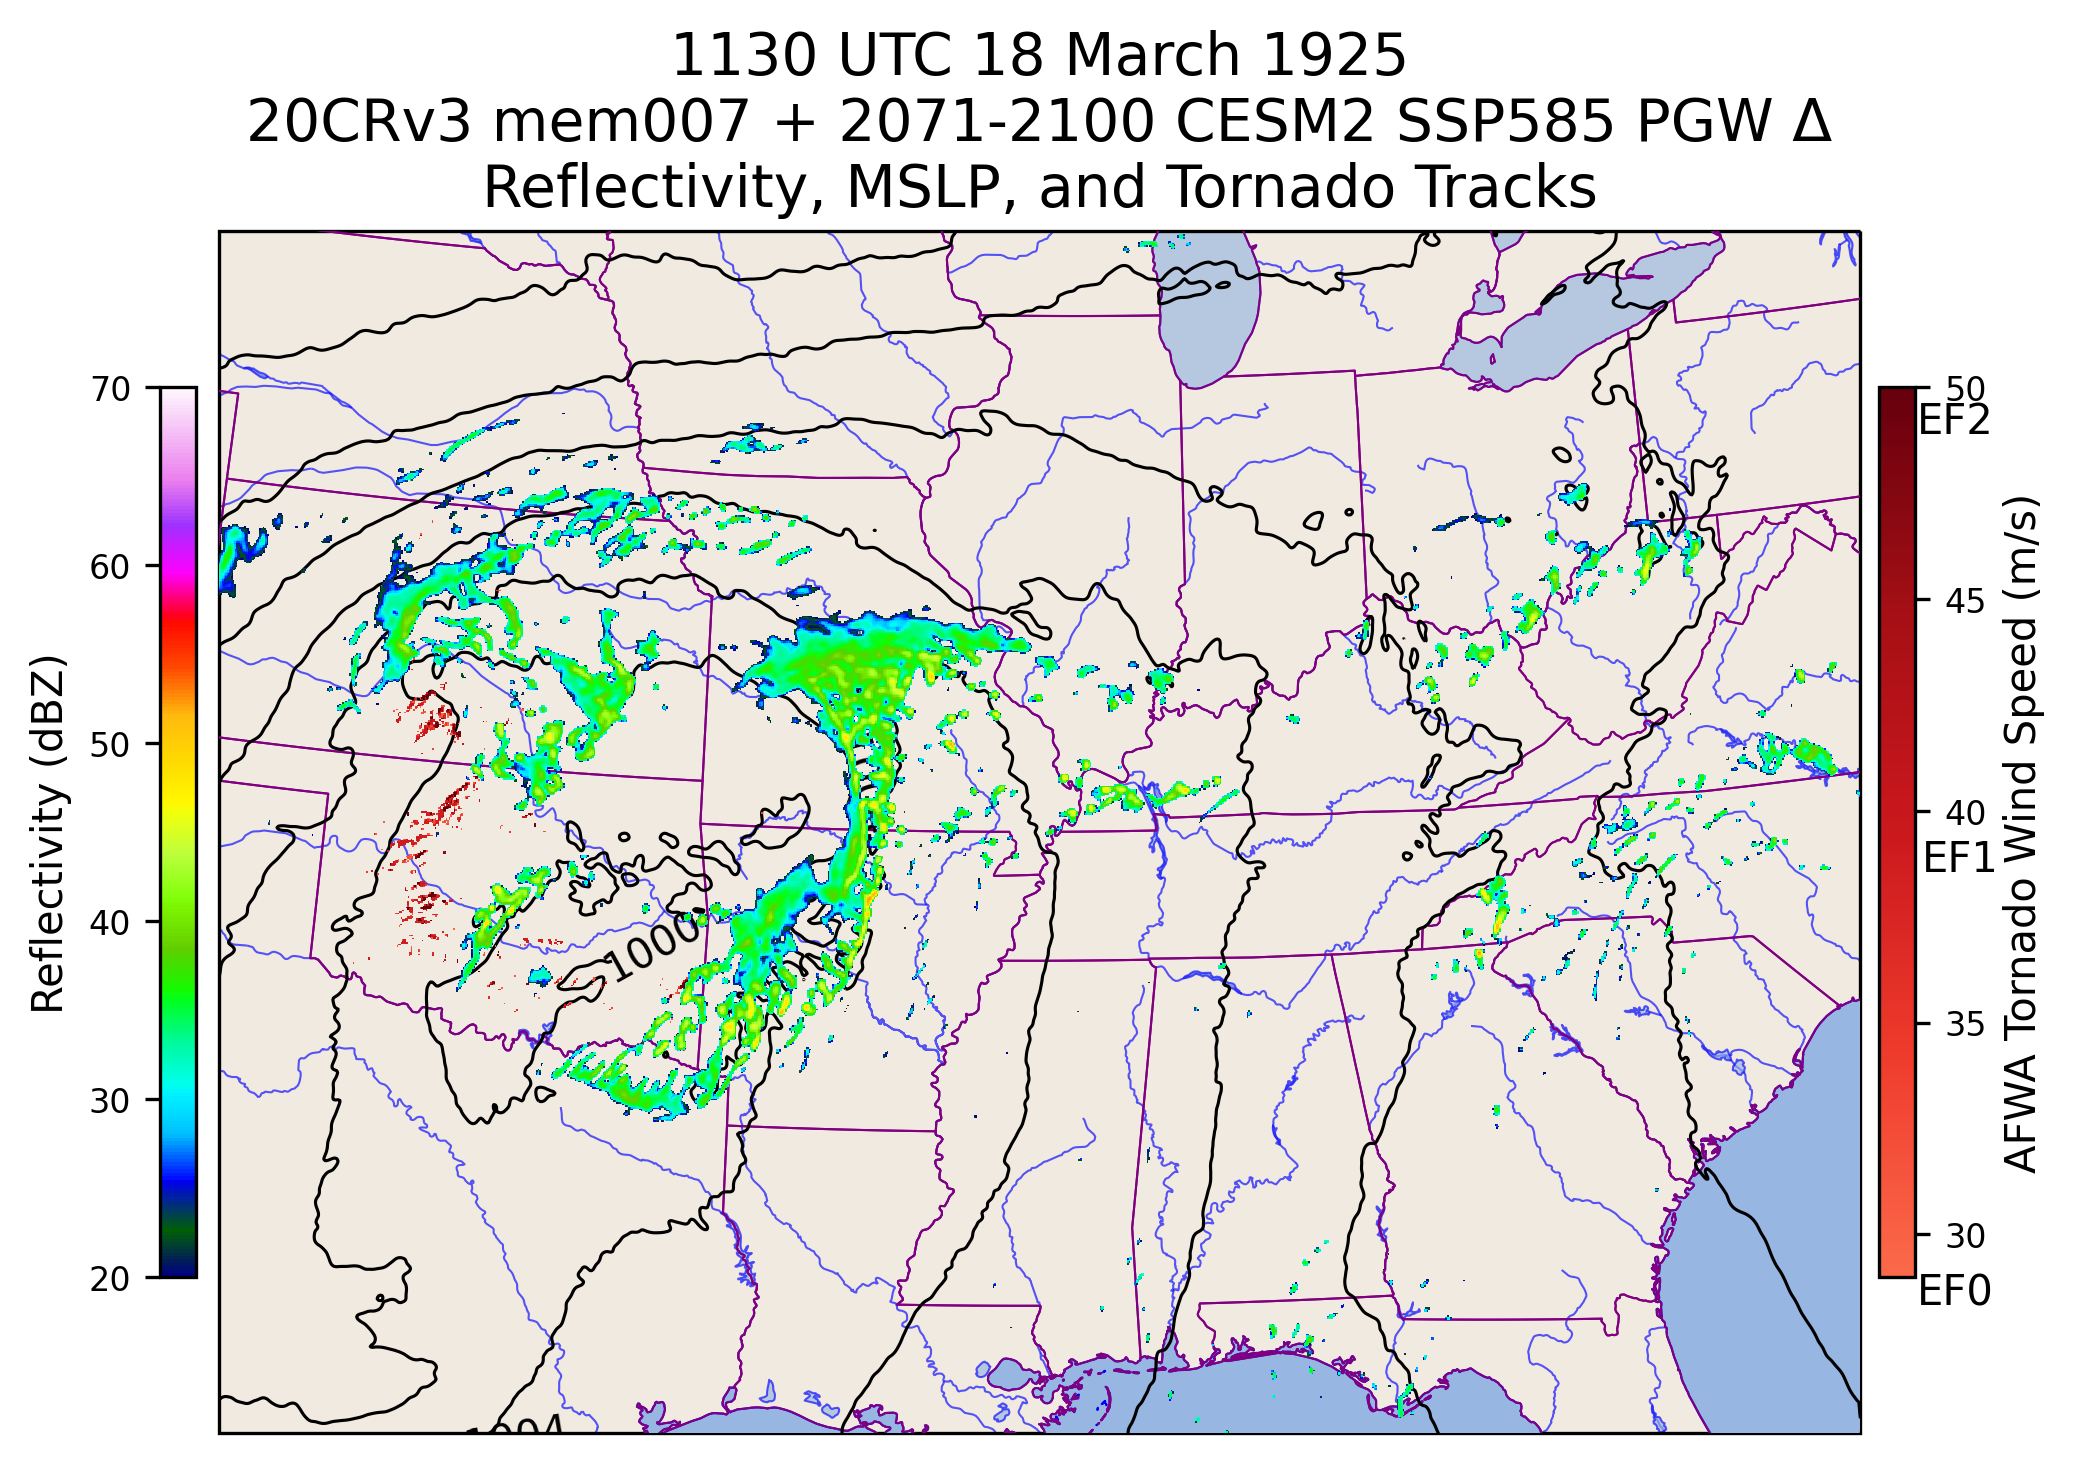 1130 UTC 18 March 1925
20CRv3 mem007 + 2071-2100 CESM2 SSP585 PGW Δ
Reflectivity, MSLP, and Tornado Tracks
Reflectivity (dBZ)
70
60
50
40
30
20
1000
1004
50
EF2
45
40
EF1
35
30
EF0
AFWA Tornado Wind Speed (m/s)